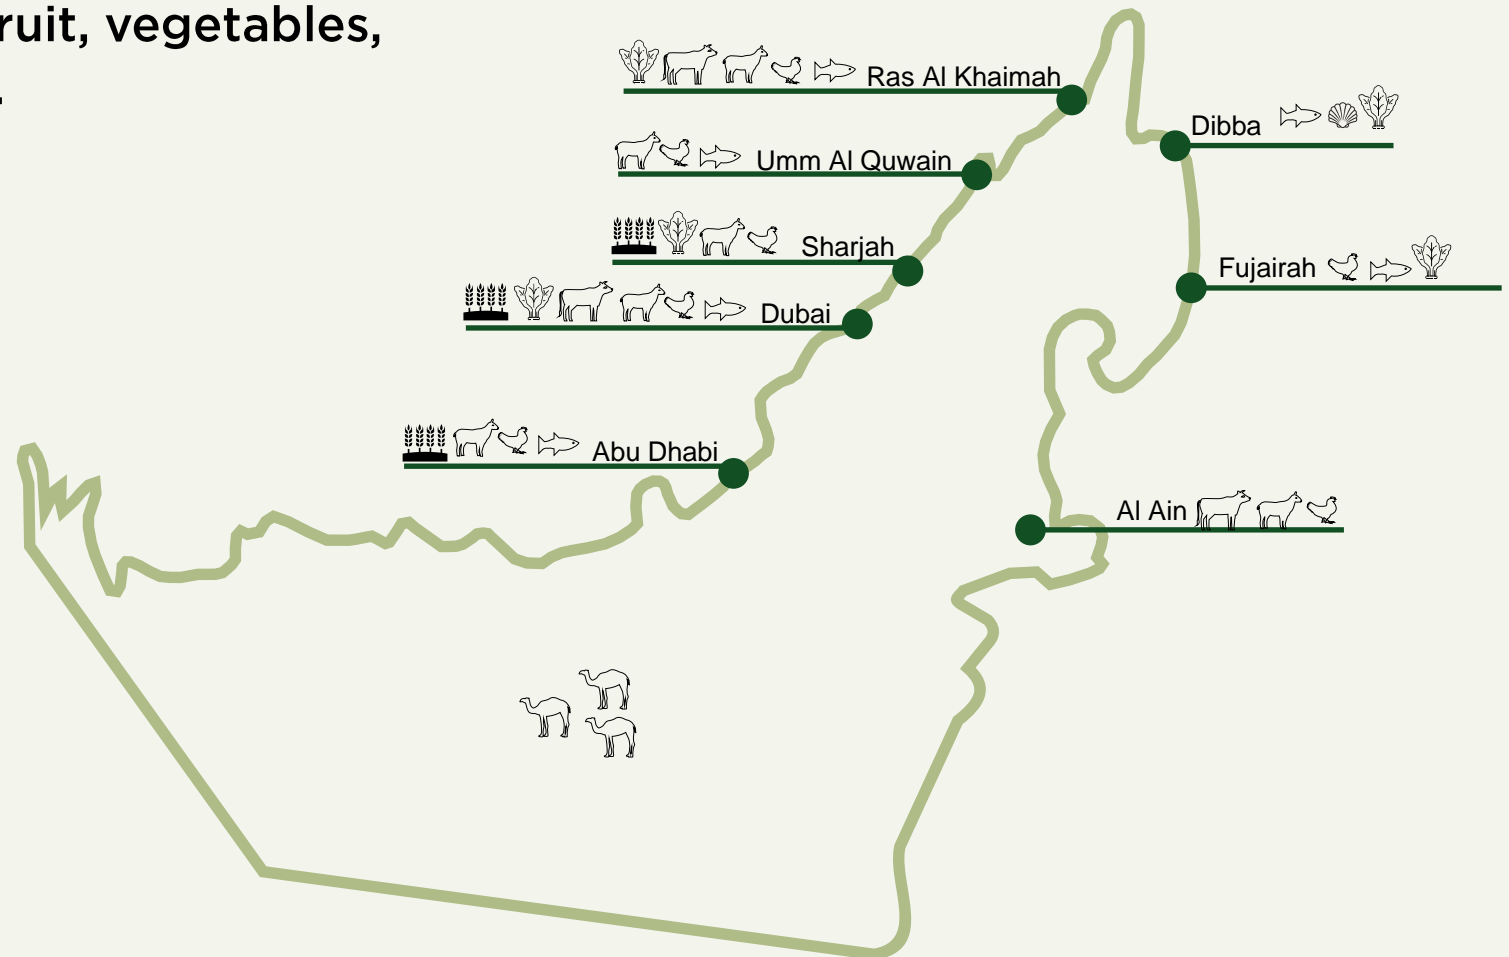 ruit, vegetables,
.
Ras Al Khaimah
Dibba
Umm Al Quwain
Sharjah
Fujairah
Dubai
Abu Dhabi
Al Ain